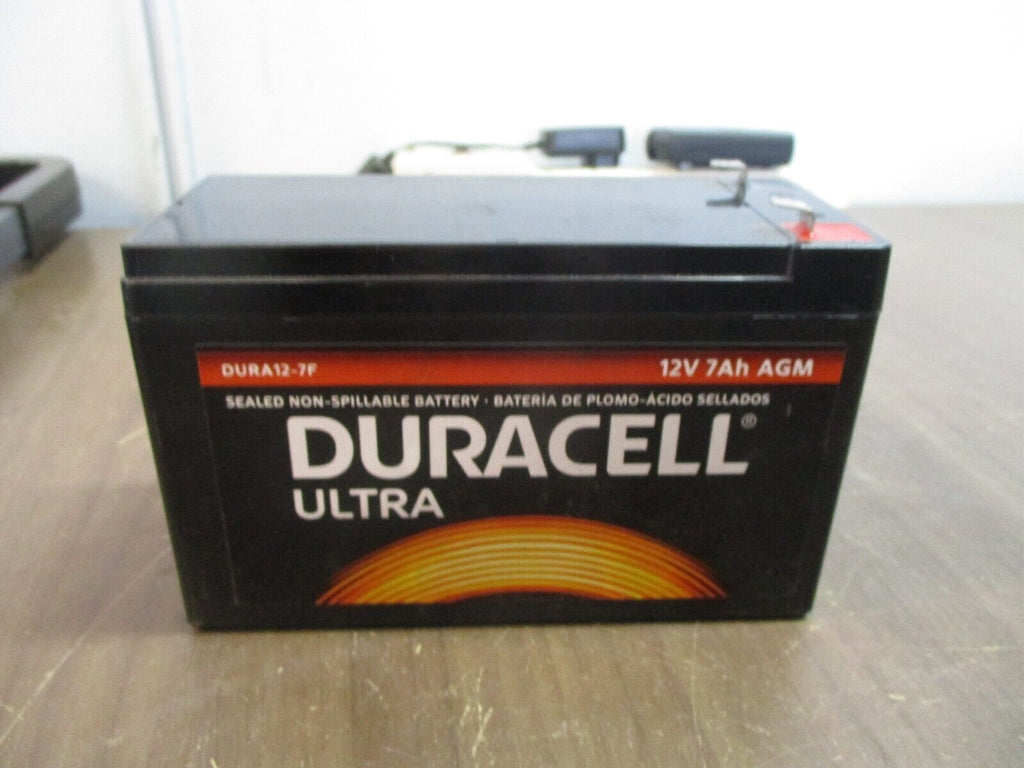 DURA12-7F 12V 7Ah AGM
SEALED NON-SPILLABLE BATTERY · BATERÍA DE PLOMO-ÁCIDO SELLADOS
DURACELL®
ULTRA